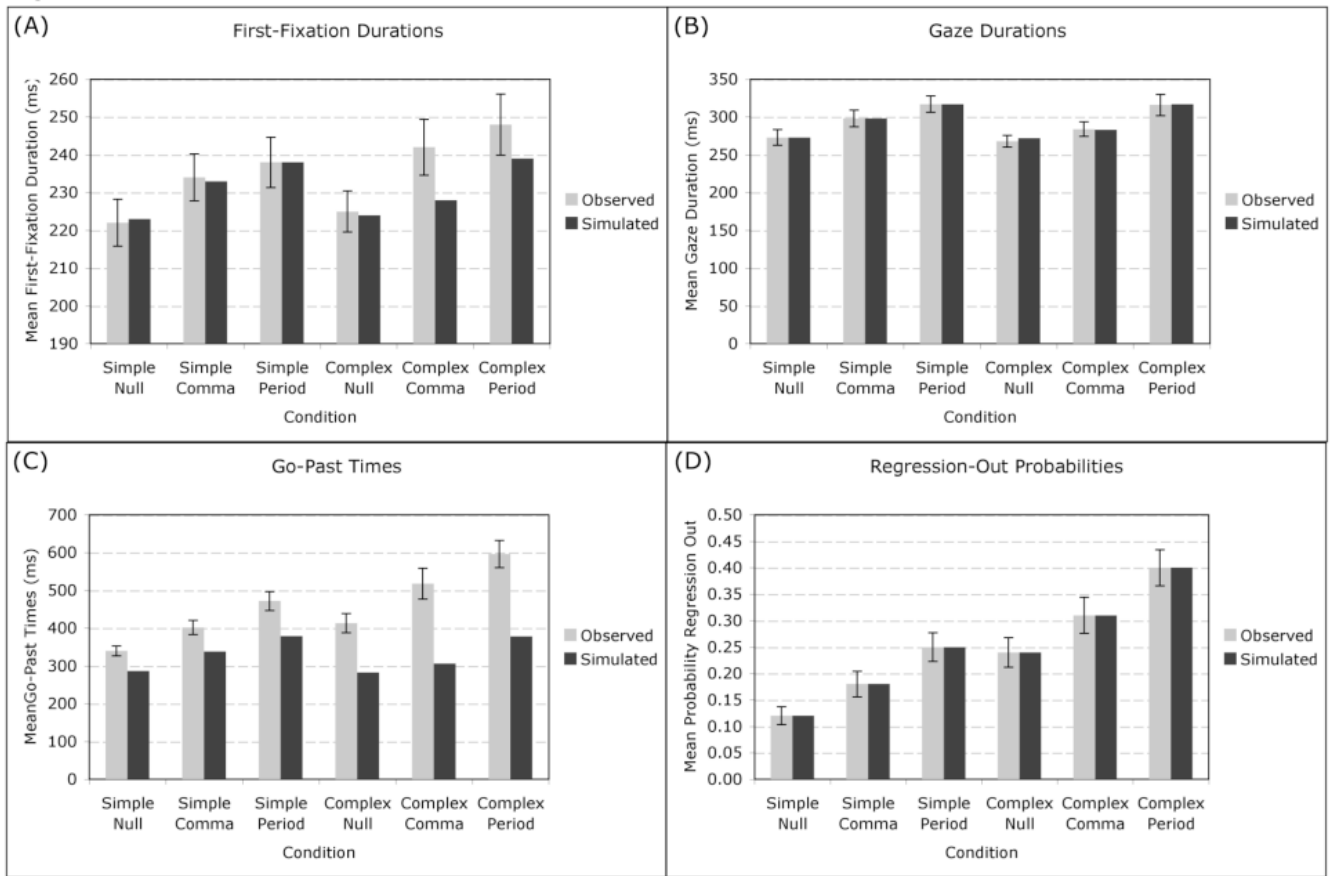 (A)
First-Fixation Durations
Mean First-Fixation Duration (ms)
260
250
240
230
220
210
200
190
Simple Null
Simple Comma
Simple Period
Complex Null
Complex Comma
Complex Period
Condition
Observed
Simulated
(B)
Gaze Durations
Mean Gaze Duration (ms)
350
300
250
200
150
100
50
0
Simple Null
Simple Comma
Simple Period
Complex Null
Complex Comma
Complex Period
Condition
Observed
Simulated
(C)
Go-Past Times
MeanGo-Past Times (ms)
700
600
500
400
300
200
100
0
Simple Null
Simple Comma
Simple Period
Complex Null
Complex Comma
Complex Period
Condition
Observed
Simulated
(D)
Regression-Out Probabilities
Mean Probability Regression Out
0.50
0.45
0.40
0.35
0.30
0.25
0.20
0.15
0.10
0.05
0.00
Simple Null
Simple Comma
Simple Period
Complex Null
Complex Comma
Complex Period
Condition
Observed
Simulated